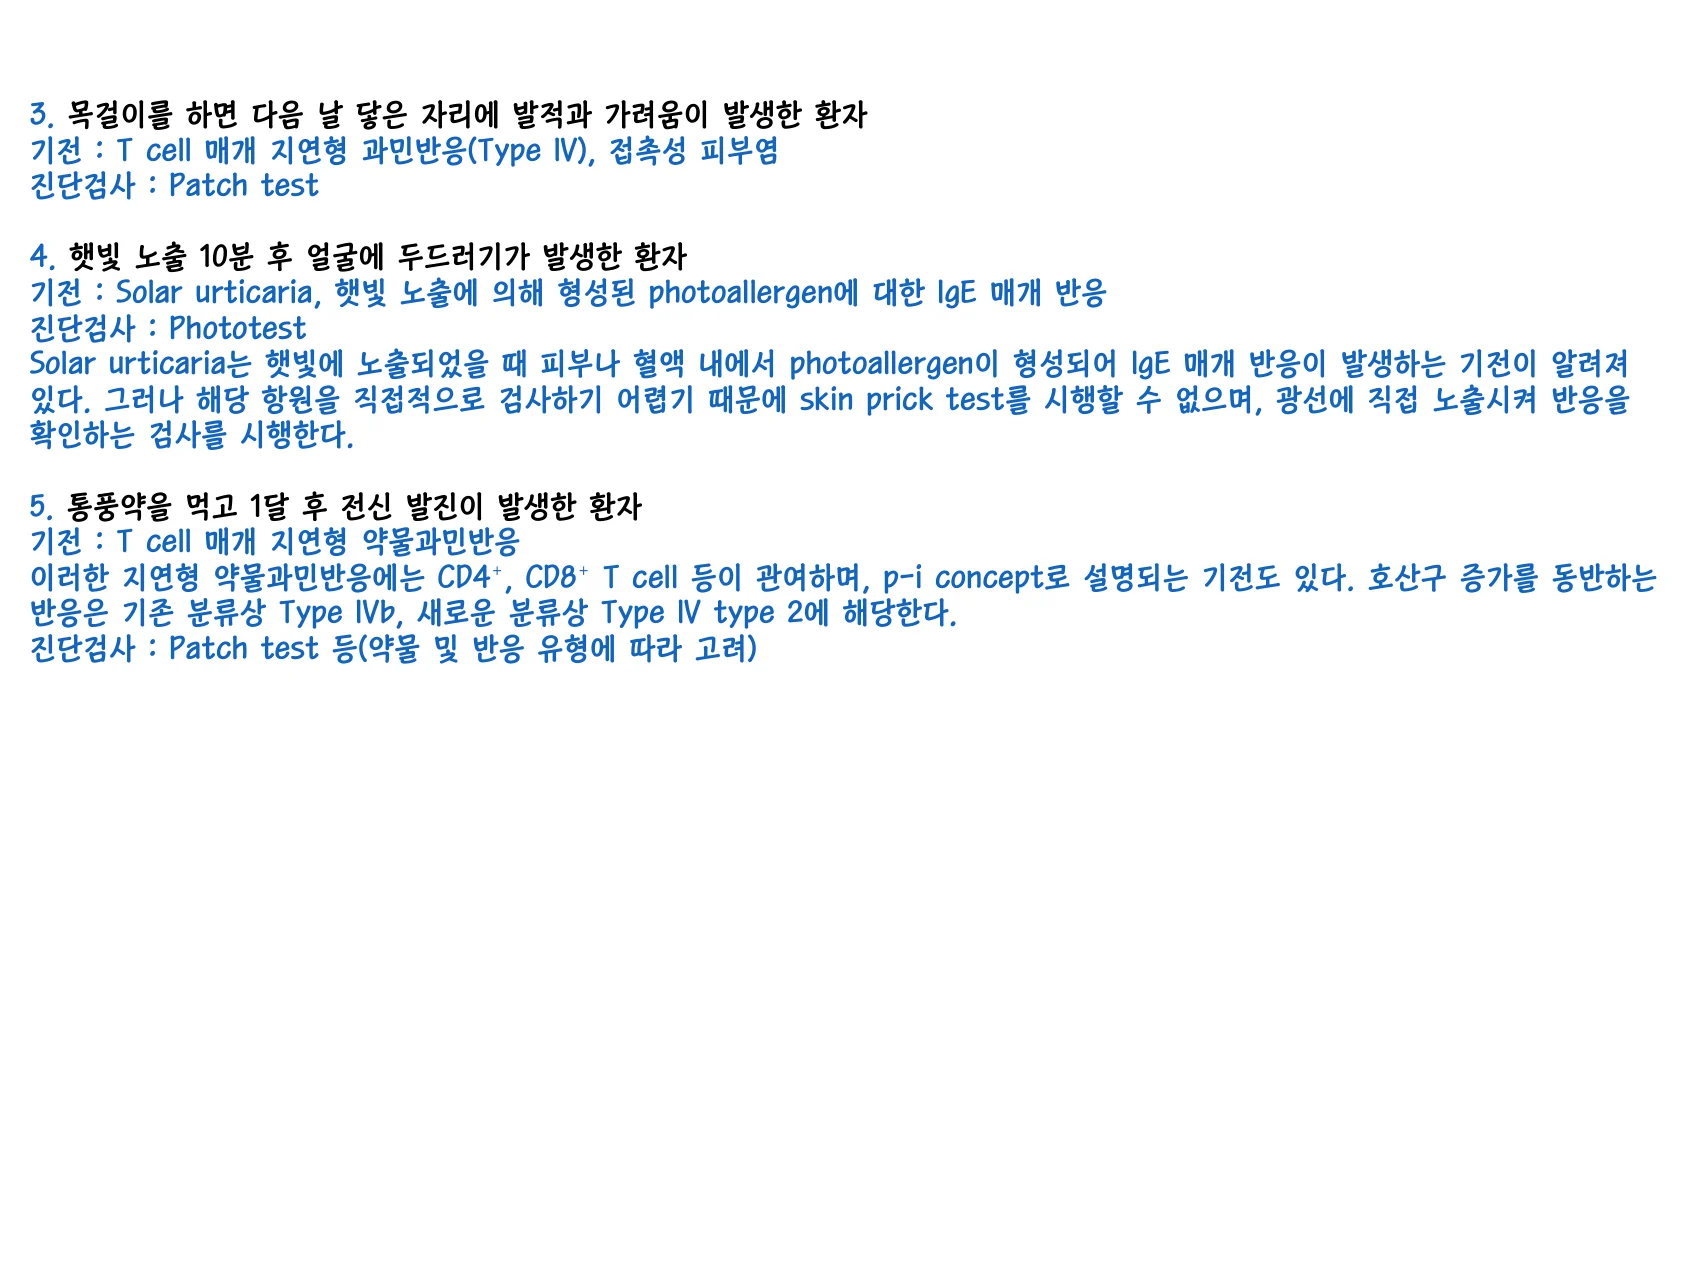 3. 목걸이를 하면 다음 날 닿은 자리에 발적과 가려움이 발생한 환자
기전 : T cell 매개 지연형 과민반응(Type IV), 접촉성 피부염
진단검사 : Patch test
4. 햇빛 노출 10분 후 얼굴에 두드러기가 발생한 환자
기전 : Solar urticaria, 햇빛 노출에 의해 형성된 photoallergen에 대한 IgE 매개 반응
진단검사 : Phototest
Solar urticaria는 햇빛에 노출되었을 때 피부나 혈액 내에서 photoallergen이 형성되어 IgE 매개 반응이 발생하는 기전이 알려져
있다. 그러나 해당 항원을 직접적으로 검사하기 어렵기 때문에 skin prick test를 시행할 수 없으며, 광선에 직접 노출시켜 반응을
확인하는 검사를 시행한다.
5. 통풍약을 먹고 1달 후 전신 발진이 발생한 환자
기전 : T cell 매개 지연형 약물과민반응
이러한 지연형 약물과민반응에는 CD4⁺, CD8⁺ T cell 등이 관여하며, p-i concept로 설명되는 기전도 있다. 호산구 증가를 동반하는
반응은 기존 분류상 Type IVb, 새로운 분류상 Type IV type 2에 해당한다.
진단검사 : Patch test 등(약물 및 반응 유형에 따라 고려)